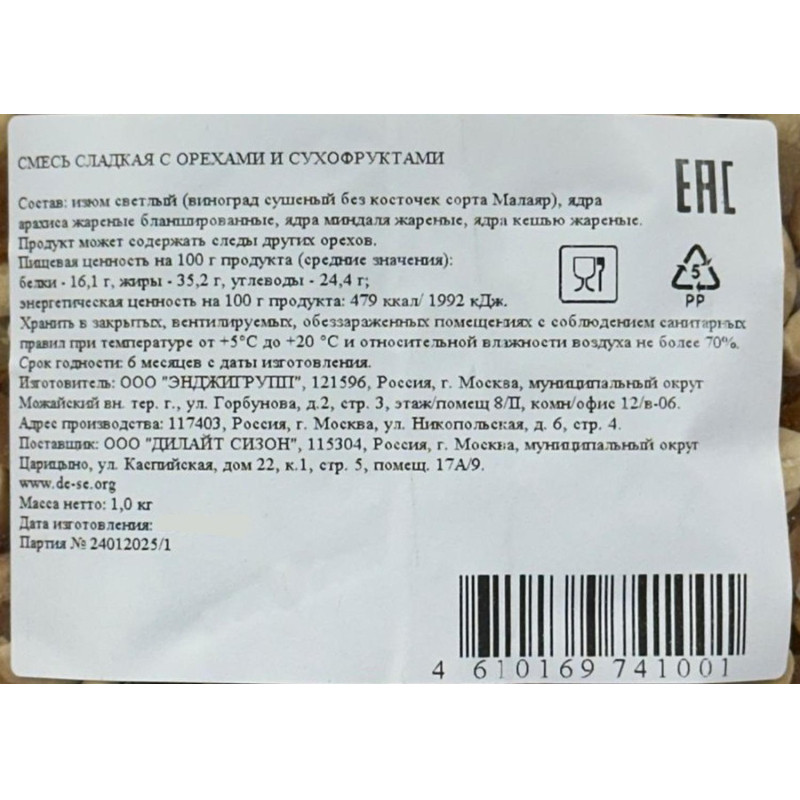 СМЕСЬ СЛАДКАЯ С ОРЕХАМИ И СУХОФРУКТАМИ
EAC
Состав: изюм светлый (виноград сушеный без косточек сорта Малаяр), ядра
арахиса жареные бланшированные, ядра миндаля жареные, ядра кешью жареные.
Продукт может содержать следы других орехов.
Пищевая ценность на 100 г продукта (средние значения):
белки - 16,1 г, жиры - 35,2 г, углеводы - 24,4 г;
энергетическая ценность на 100 г продукта: 479 ккал/ 1992 кДж.
5
PP
Хранить в закрытых, вентилируемых, обеззараженных помещениях с соблюдением санитарных
правил при температуре от +5°С до +20 °С и относительной влажности воздуха не более 70%.
Срок годности: 6 месяцев с даты изготовления.
Изготовитель: ООО "ЭНДЖИГРУПП", 121596, Россия, г. Москва, муниципальный округ
Можайский вн. тер. г., ул. Горбунова, д.2, стр. 3, этаж/помещ 8/II, комн/офис 12/в-06.
Адрес производства: 117403, Россия, г. Москва, ул. Никопольская, д. 6, стр. 4.
Поставщик: ООО "ДИЛАЙТ СИЗОН", 115304, Россия, г. Москва, муниципальный округ
Царицыно, ул. Каспийская, дом 22, к.1, стр. 5, помещ. 17А/9.
www.de-se.org
Масса нетто: 1,0 кг
Дата изготовления:
Партия № 24012025/1
4 610169 741001